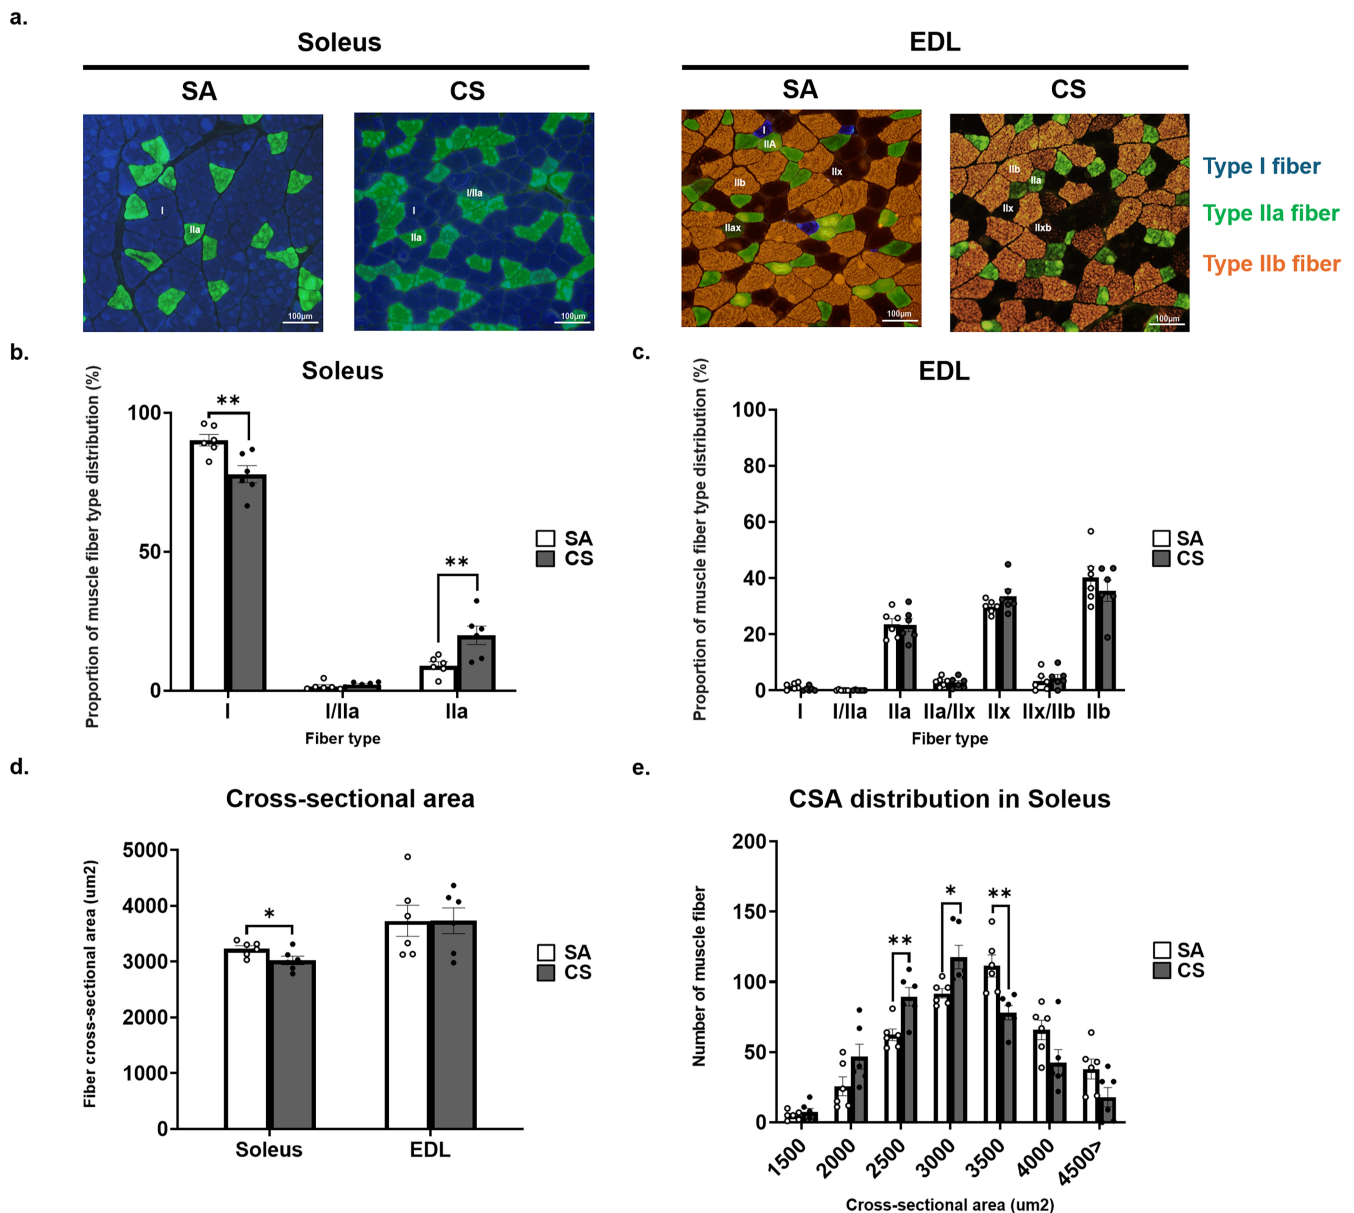 a.
Soleus
EDL
SA
CS
SA
CS
I
IIa
I/IIa
I
IIa
I
IIA
IIx
IIb
IIax
IIb
IIa
IIx
IIxb
100μm
100μm
100μm
100μm
Type I fiber
Type IIa fiber
Type IIb fiber
b.
Soleus
Proportion of muscle fiber type distribution (%)
100
50
0
**
**
I
I/IIa
IIa
Fiber type
SA
CS
c.
EDL
Proportion of muscle fiber type distribution (%)
100
80
60
40
20
0
I
I/IIa
IIa
IIa/IIx
IIx
IIx/IIb
IIb
Fiber type
SA
CS
d.
Cross-sectional area
Fiber cross-sectional area (um2)
5000
4000
3000
2000
1000
0
*
Soleus
EDL
SA
CS
e.
CSA distribution in Soleus
Number of muscle fiber
200
150
100
50
0
**
*
**
1500
2000
2500
3000
3500
4000
4500>
Cross-sectional area (um2)
SA
CS